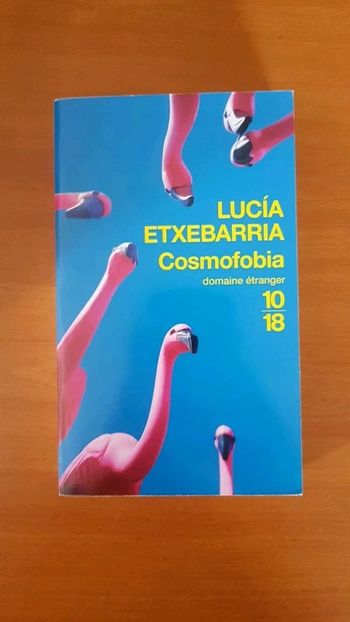 LUCÍA
ETXEBARRIA
Cosmofobia
domaine étranger
10
18